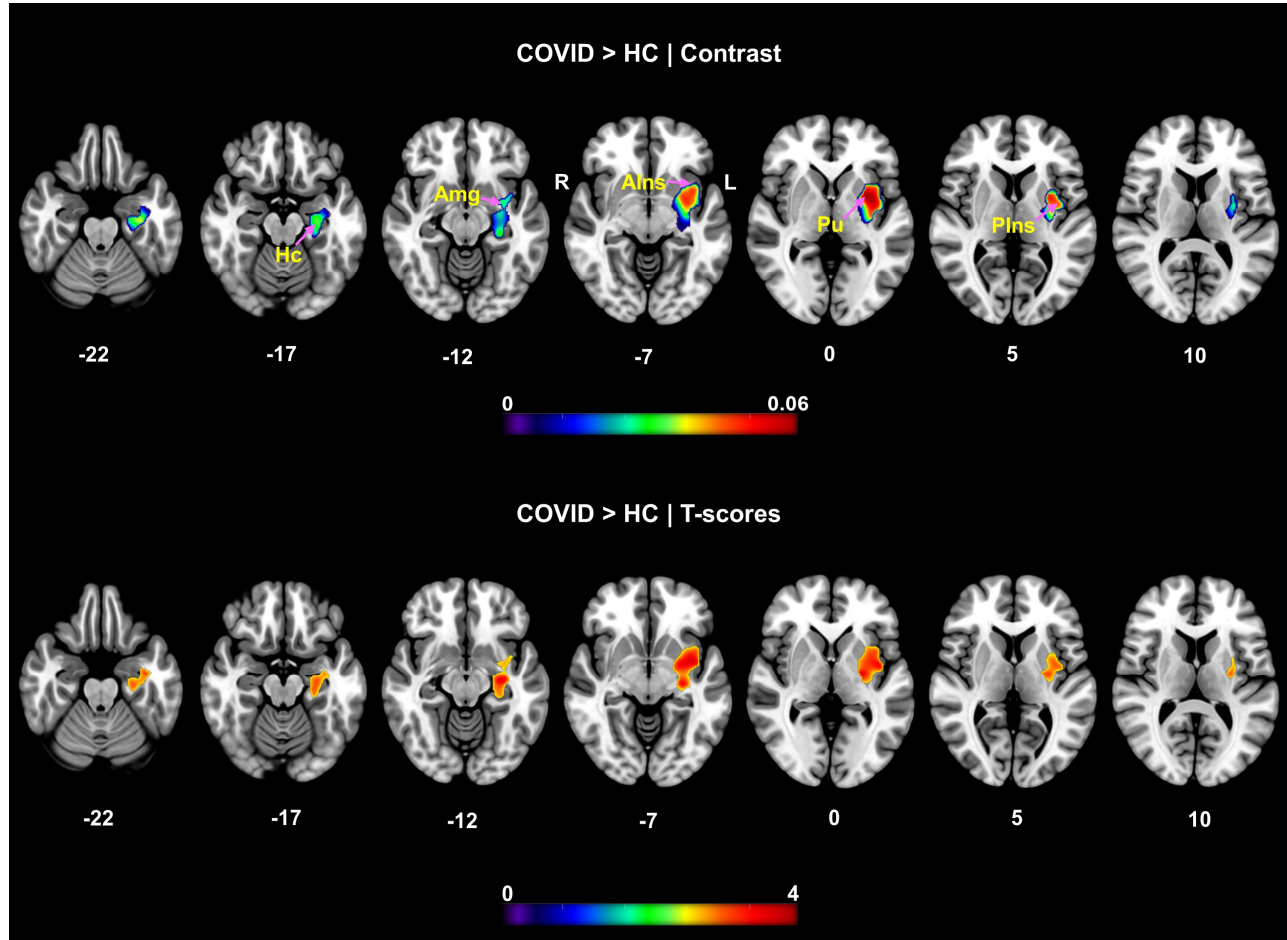 COVID > HC | Contrast
R
AIns
L
Amg
Hc
Pu
PIns
-22
-17
-12
-7
0
5
10
0
0.06
COVID > HC | T-scores
-22
-17
-12
-7
0
5
10
0
4